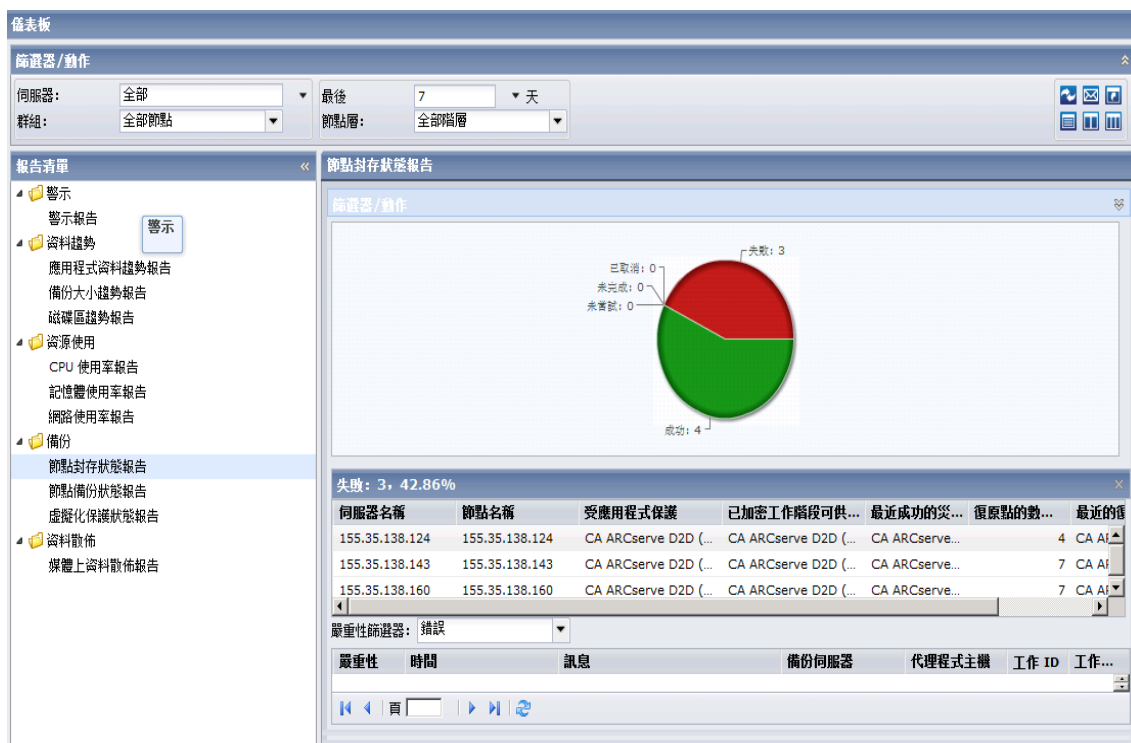 儀表板
篩選器/動作
伺服器: 全部 最後 7 天
群組: 全部節點 節點層: 全部階層
報告清單
警示
警示報告
警示
資料趨勢
應用程式資料趨勢報告
備份大小趨勢報告
磁碟區趨勢報告
資源使用
CPU 使用率報告
記憶體使用率報告
網路使用率報告
備份
節點封存狀態報告
節點備份狀態報告
虛擬化保護狀態報告
資料散佈
媒體上資料散佈報告
節點封存狀態報告
篩選器/動作
失敗: 3
已取消: 0
未完成: 0
未嘗試: 0
成功: 4
失敗: 3, 42.86%
伺服器名稱 節點名稱 受應用程式保護 已加密工作階段可供... 最近成功的災... 復原點的數... 最近的復
155.35.138.124 155.35.138.124 CA ARCserve D2D (... CA ARCserve D2D (... CA ARCserve... 4 CA AR
155.35.138.143 155.35.138.143 CA ARCserve D2D (... CA ARCserve D2D (... CA ARCserve... 7 CA AR
155.35.138.160 155.35.138.160 CA ARCserve D2D (... CA ARCserve D2D (... CA ARCserve... 7 CA AR
嚴重性篩選器: 錯誤
嚴重性 時間 訊息 備份伺服器 代理程式主機 工作 ID 工作...
頁